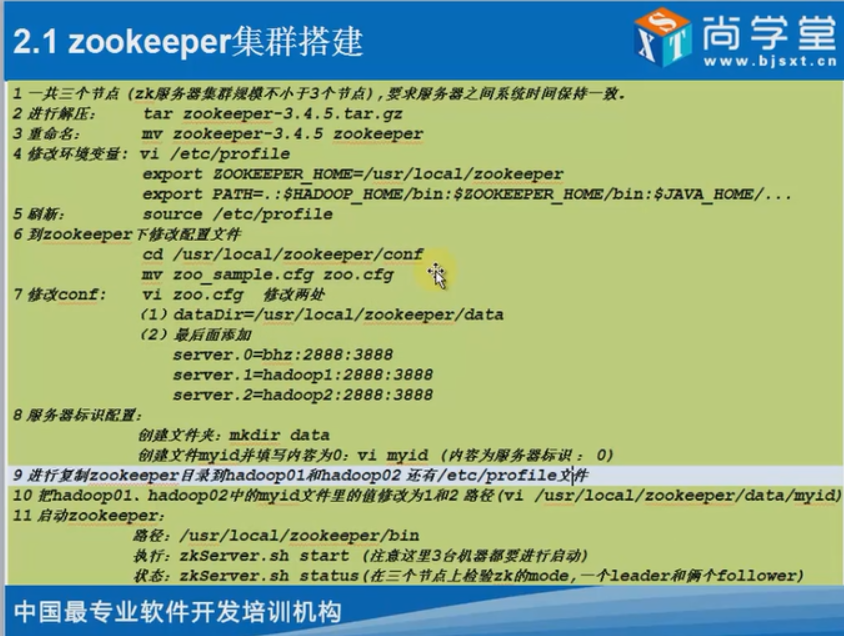 2.1 zookeeper集群搭建
尚学堂
www.bjsxt.cn
1 一共三个节点 (zk服务器集群规模不小于3个节点),要求服务器之间系统时间保持一致.
2 进行解压: tar zookeeper-3.4.5.tar.gz
3 重命名: mv zookeeper-3.4.5 zookeeper
4 修改环境变量: vi /etc/profile
export ZOOKEEPER_HOME=/usr/local/zookeeper
export PATH=.:$HADOOP_HOME/bin:$ZOOKEEPER_HOME/bin:$JAVA_HOME/...
5 刷新: source /etc/profile
6 到zookeeper下修改配置文件
cd /usr/local/zookeeper/conf
mv zoo_sample.cfg zoo.cfg
7 修改conf: vi zoo.cfg 修改两处
(1) dataDir=/usr/local/zookeeper/data
(2) 最后面添加
server.0=bhz:2888:3888
server.1=hadoop1:2888:3888
server.2=hadoop2:2888:3888
8 服务器标识配置:
创建文件夹: mkdir data
创建文件myid并填写内容为0: vi myid (内容为服务器标识 : 0)
9 进行复制zookeeper目录到hadoop01和hadoop02 还有/etc/profile文件
10 把hadoop01、hadoop02中的myid文件里的值修改为1和2 路径(vi /usr/local/zookeeper/data/myid)
11 启动zookeeper:
路径: /usr/local/zookeeper/bin
执行: zkServer.sh start (注意这里3台机器都要进行启动)
状态: zkServer.sh status(在三个节点上检验zk的mode,一个leader和俩个follower)
中国最专业软件开发培训机构